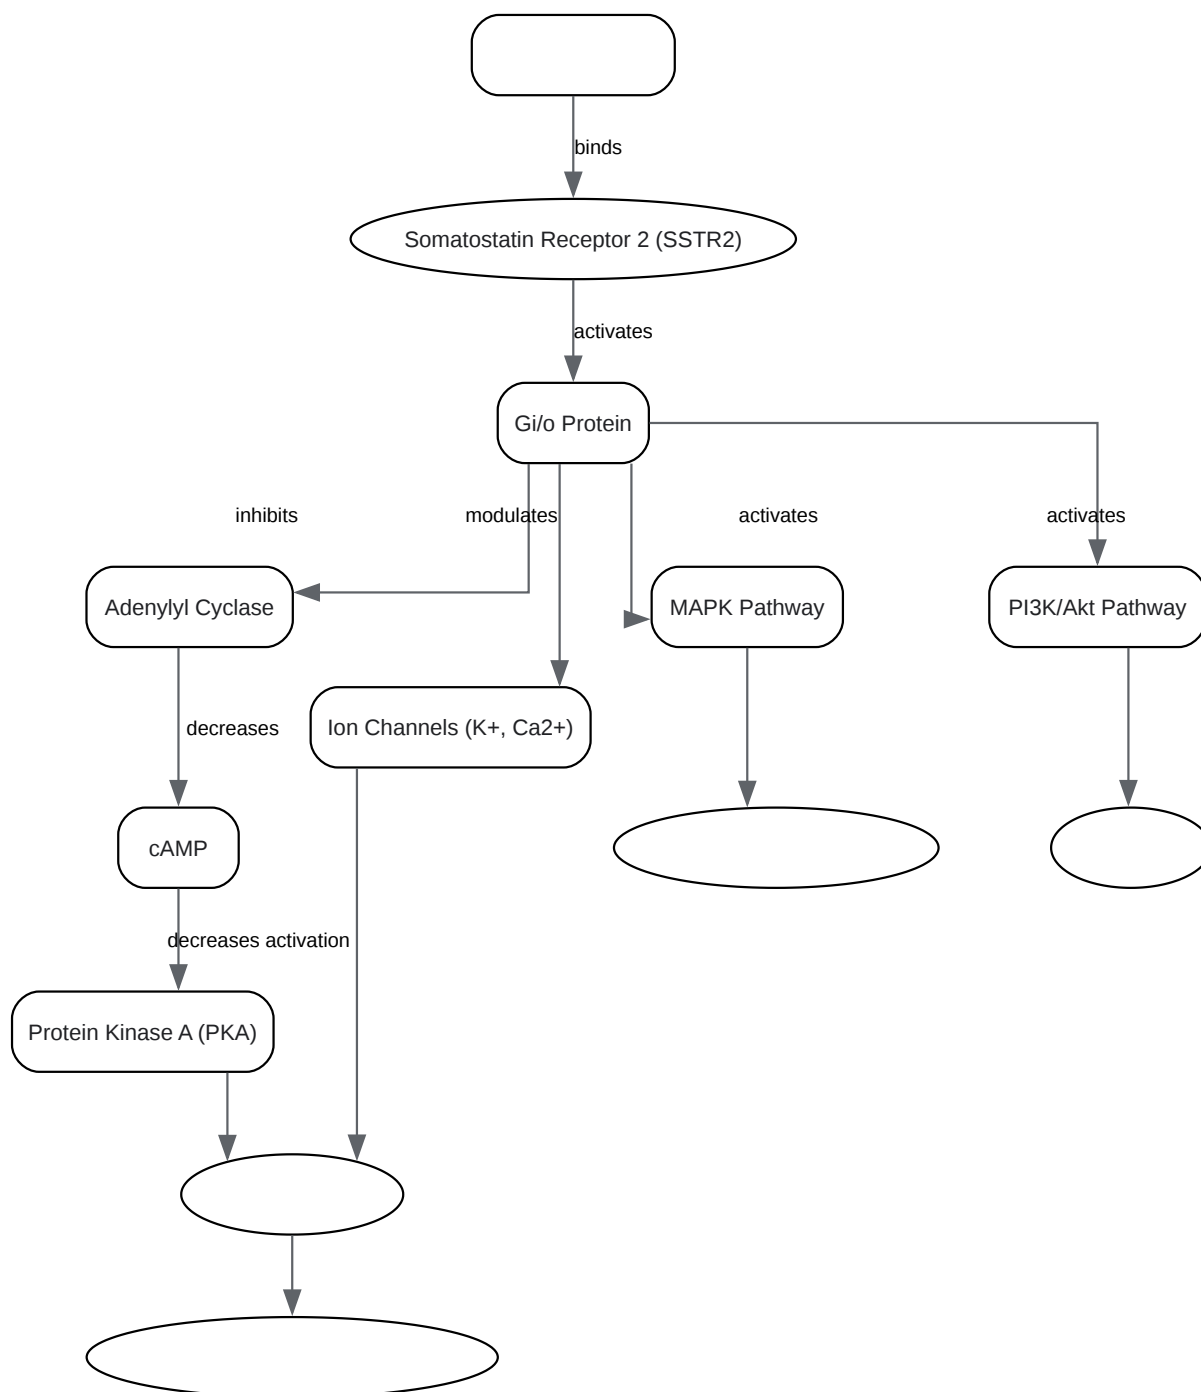 binds
Somatostatin Receptor 2 (SSTR2)
activates
Gi/o Protein
inhibits
modulates
activates
activates
Adenylyl Cyclase
MAPK Pathway
PI3K/Akt Pathway
decreases
Ion Channels (K+, Ca2+)
cAMP
decreases activation
Protein Kinase A (PKA)